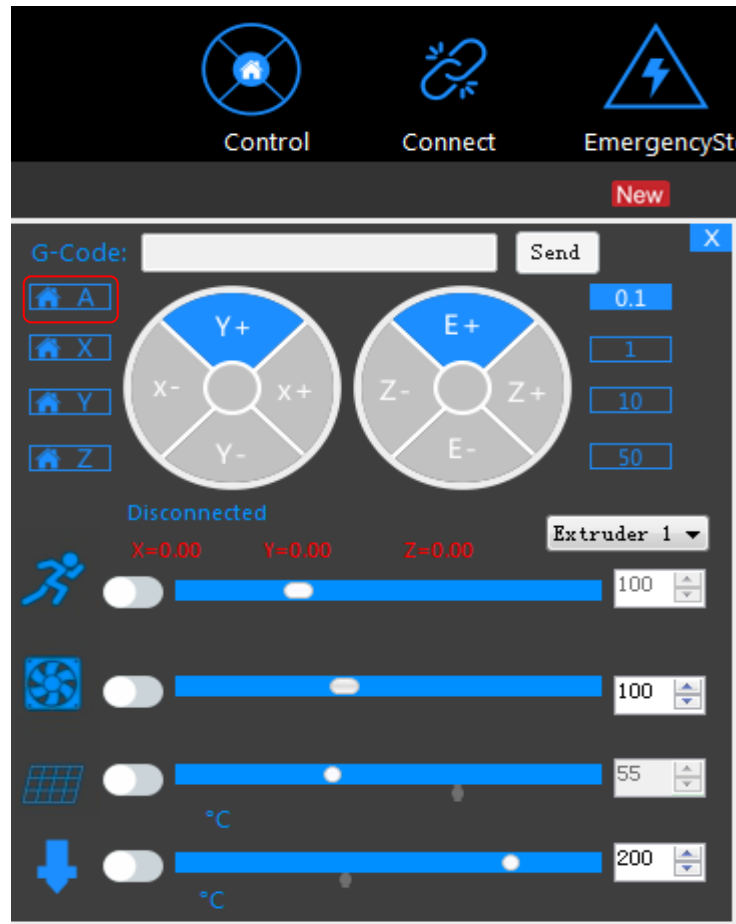 Control Connect EmergencySt
New
G-Code: Send X
A
X
Y
Z
Y+
x- x+
Y-
E+
Z- Z+
E-
0.1
1
10
50
Disconnected
X=0.00 Y=0.00 Z=0.00
Extruder 1
100
100
55
°C
200
°C